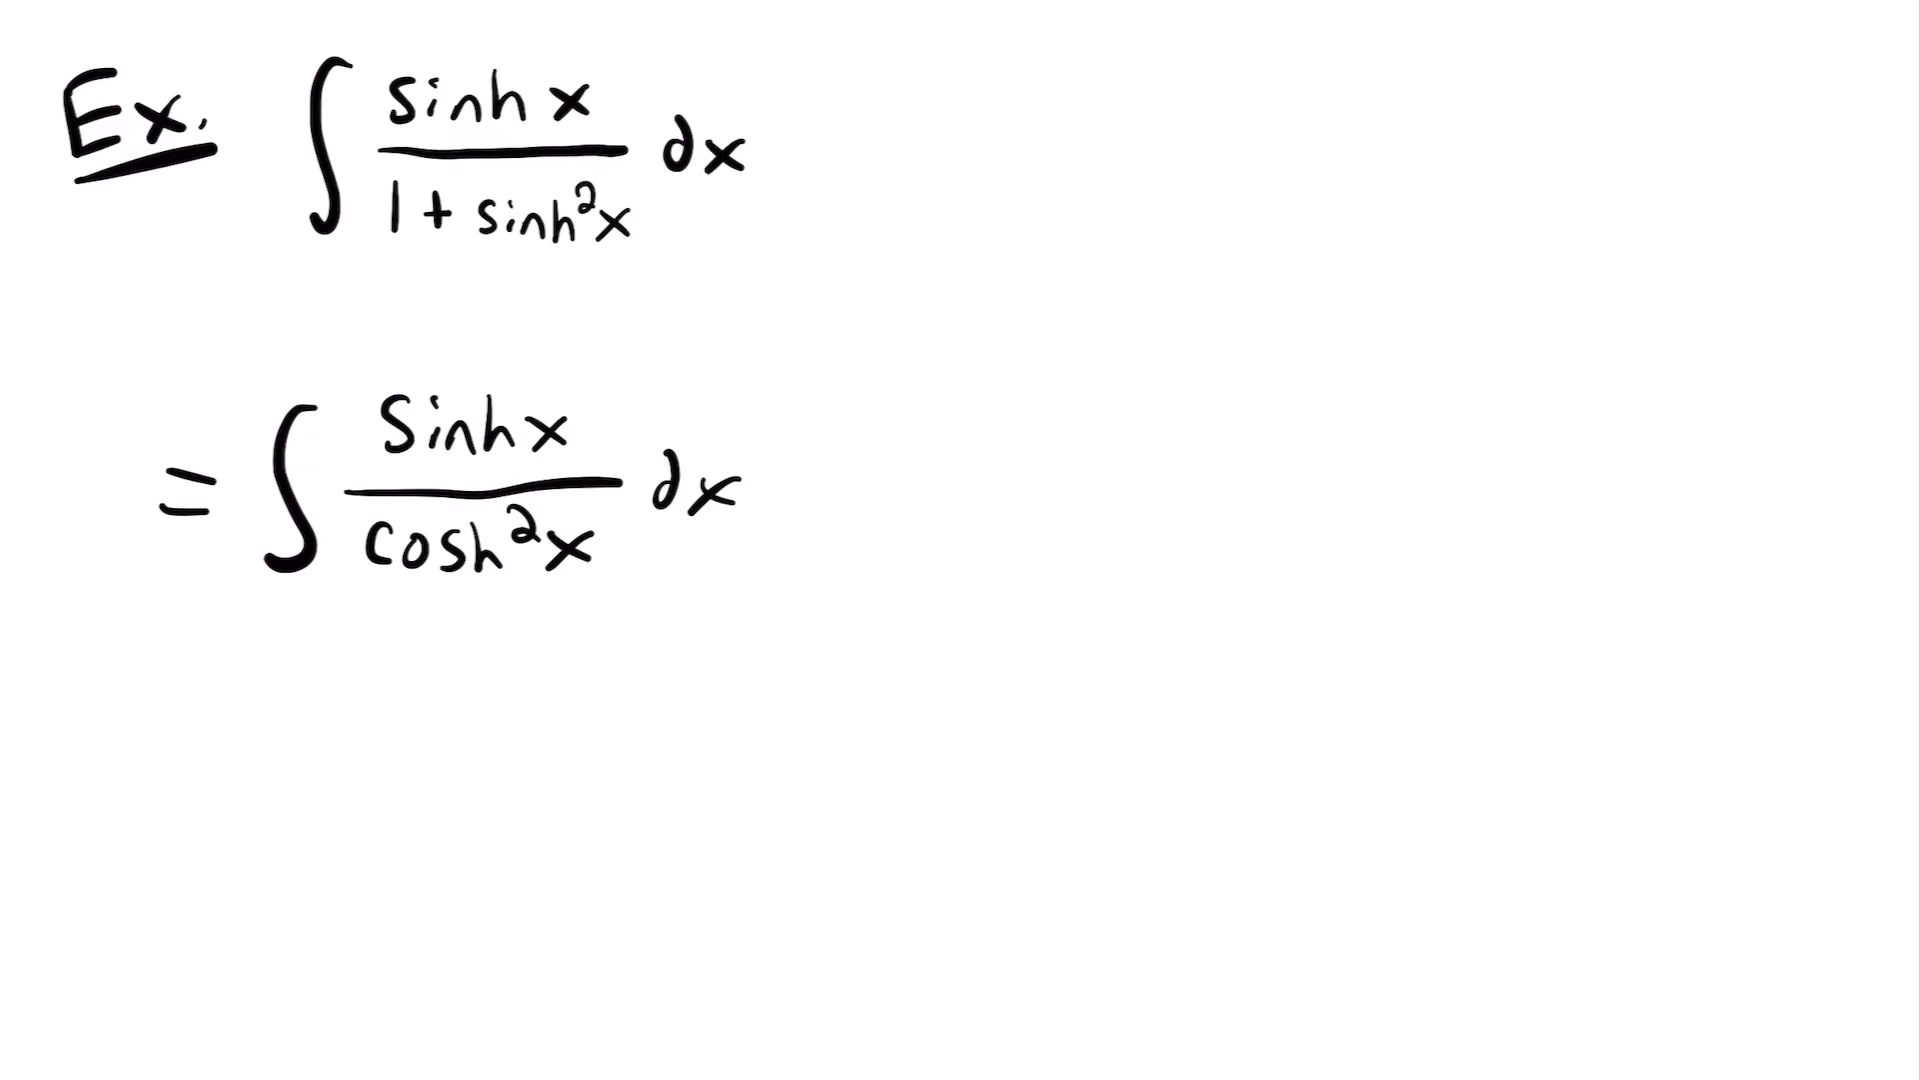 Ex. ∫ sinh x / (1 + sinh²x) dx
= ∫ sinh x / cosh²x dx